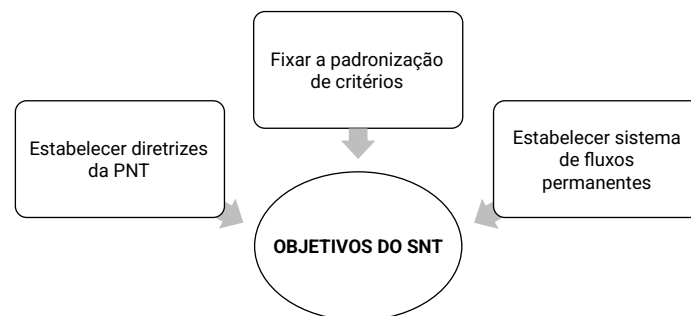 Fixar a padronização
de critérios
Estabelecer diretrizes
da PNT
Estabelecer sistema
de fluxos
permanentes
OBJETIVOS DO SNT